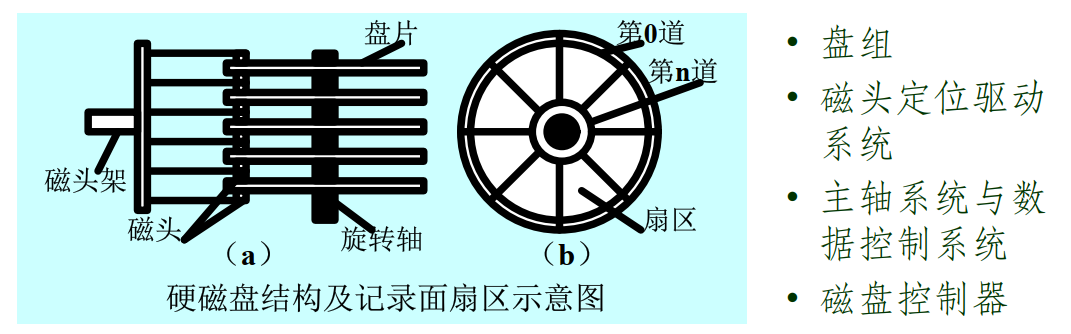 盘片
磁头架
磁头
旋转轴
（a）
第0道
第n道
扇区
（b）
硬磁盘结构及记录面扇区示意图
• 盘组
• 磁头定位驱动
系统
• 主轴系统与数
据控制系统
• 磁盘控制器